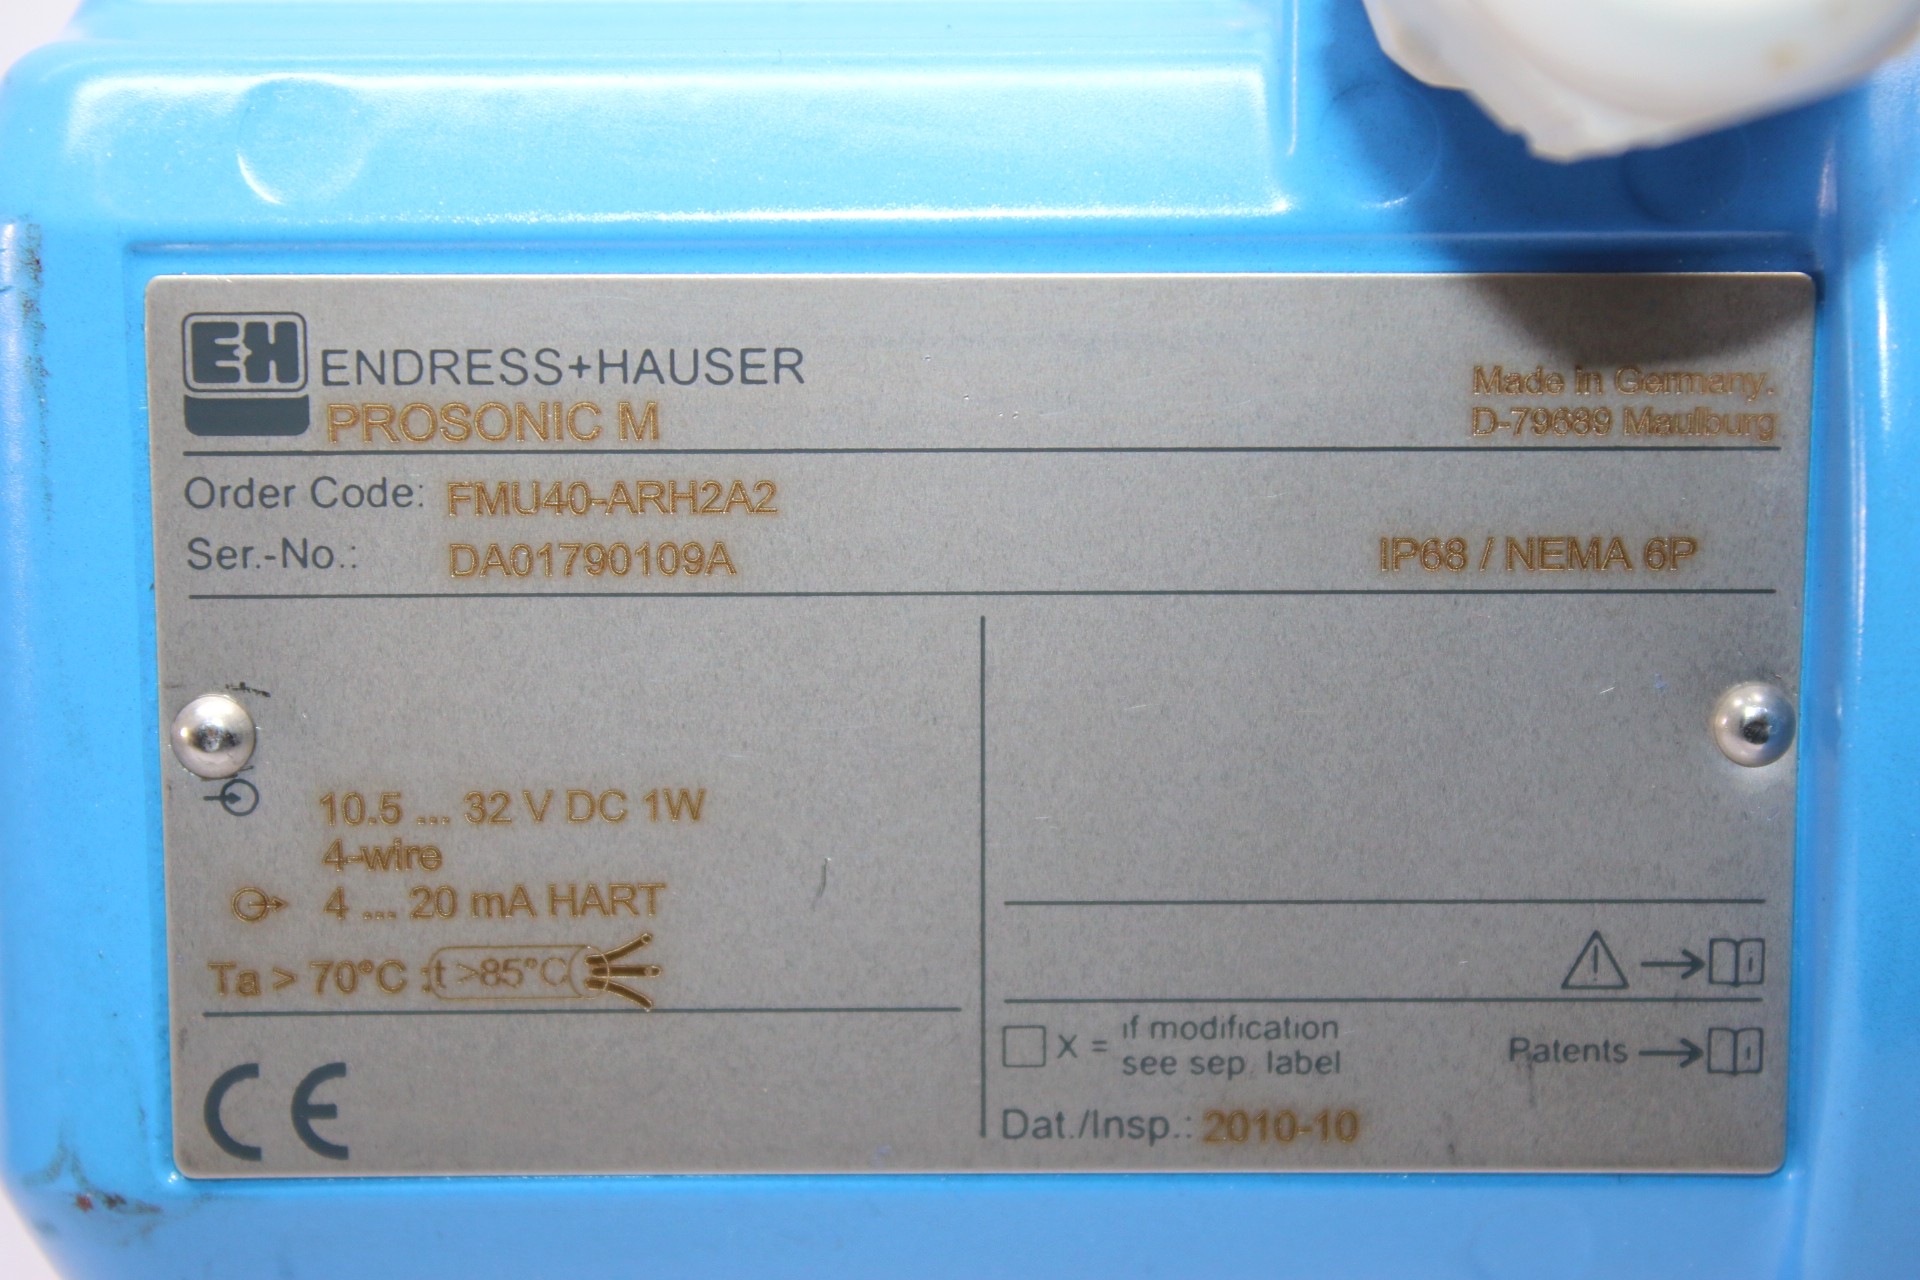 EH ENDRESS+HAUSER
PROSONIC M
Made in Germany.
D-79689 Maulburg
Order Code: FMU40-ARH2A2
Ser.-No.: DA01790109A
IP68 / NEMA 6P
10.5 ... 32 V DC 1W
4-wire
4 ... 20 mA HART
Ta > 70°C : t >85°C
CE
x = if modification
see sep. label
Patents → i
Dat./Insp.: 2010-10